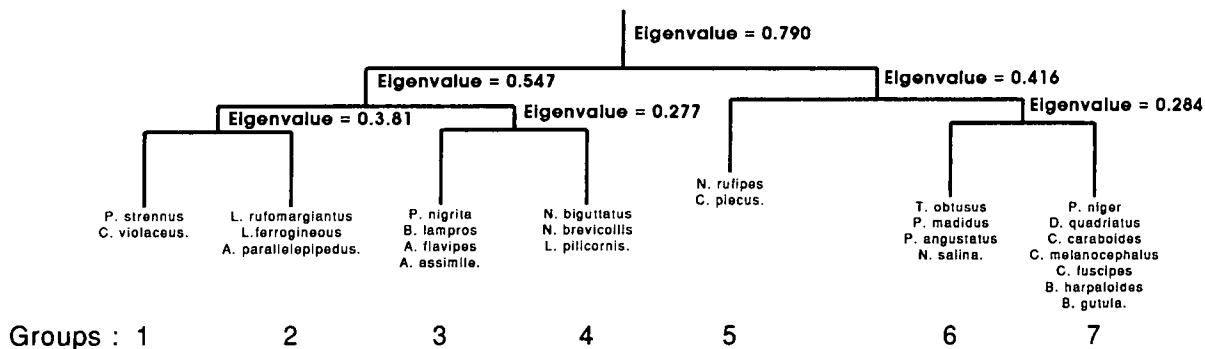 Eigenvalue = 0.790
Eigenvalue = 0.547
Eigenvalue = 0.416
Eigenvalue = 0.3.81
Eigenvalue = 0.277
Eigenvalue = 0.284
P. strennus
C. violaceus.
L. rufomargiantus
L.ferrogineous
A. parallelepipedus.
P. nigrita
B. lampros
A. flavipes
A. assimile.
N. biguttatus
N. brevicollis
L. pilicornis.
N. rufipes
C. piecus.
T. obtusus
P. madidus
P. angustatus
N. salina.
P. niger
D. quadriatus
C. caraboides
C. melanocephalus
C. fuscipes
B. harpaloides
B. gutula.
Groups : 1 2 3 4 5 6 7